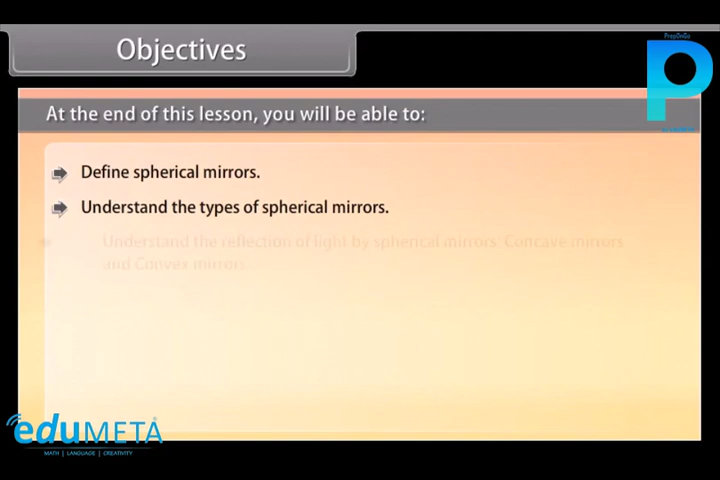 Objectives
PrepOnGo
P
At the end of this lesson, you will be able to:
Define spherical mirrors.
Understand the types of spherical mirrors.
Understand the reflection of light by spherical mirrors. Concave mirrors
and Convex mirrors
eduMETA
MATH | LANGUAGE | CREATIVITY